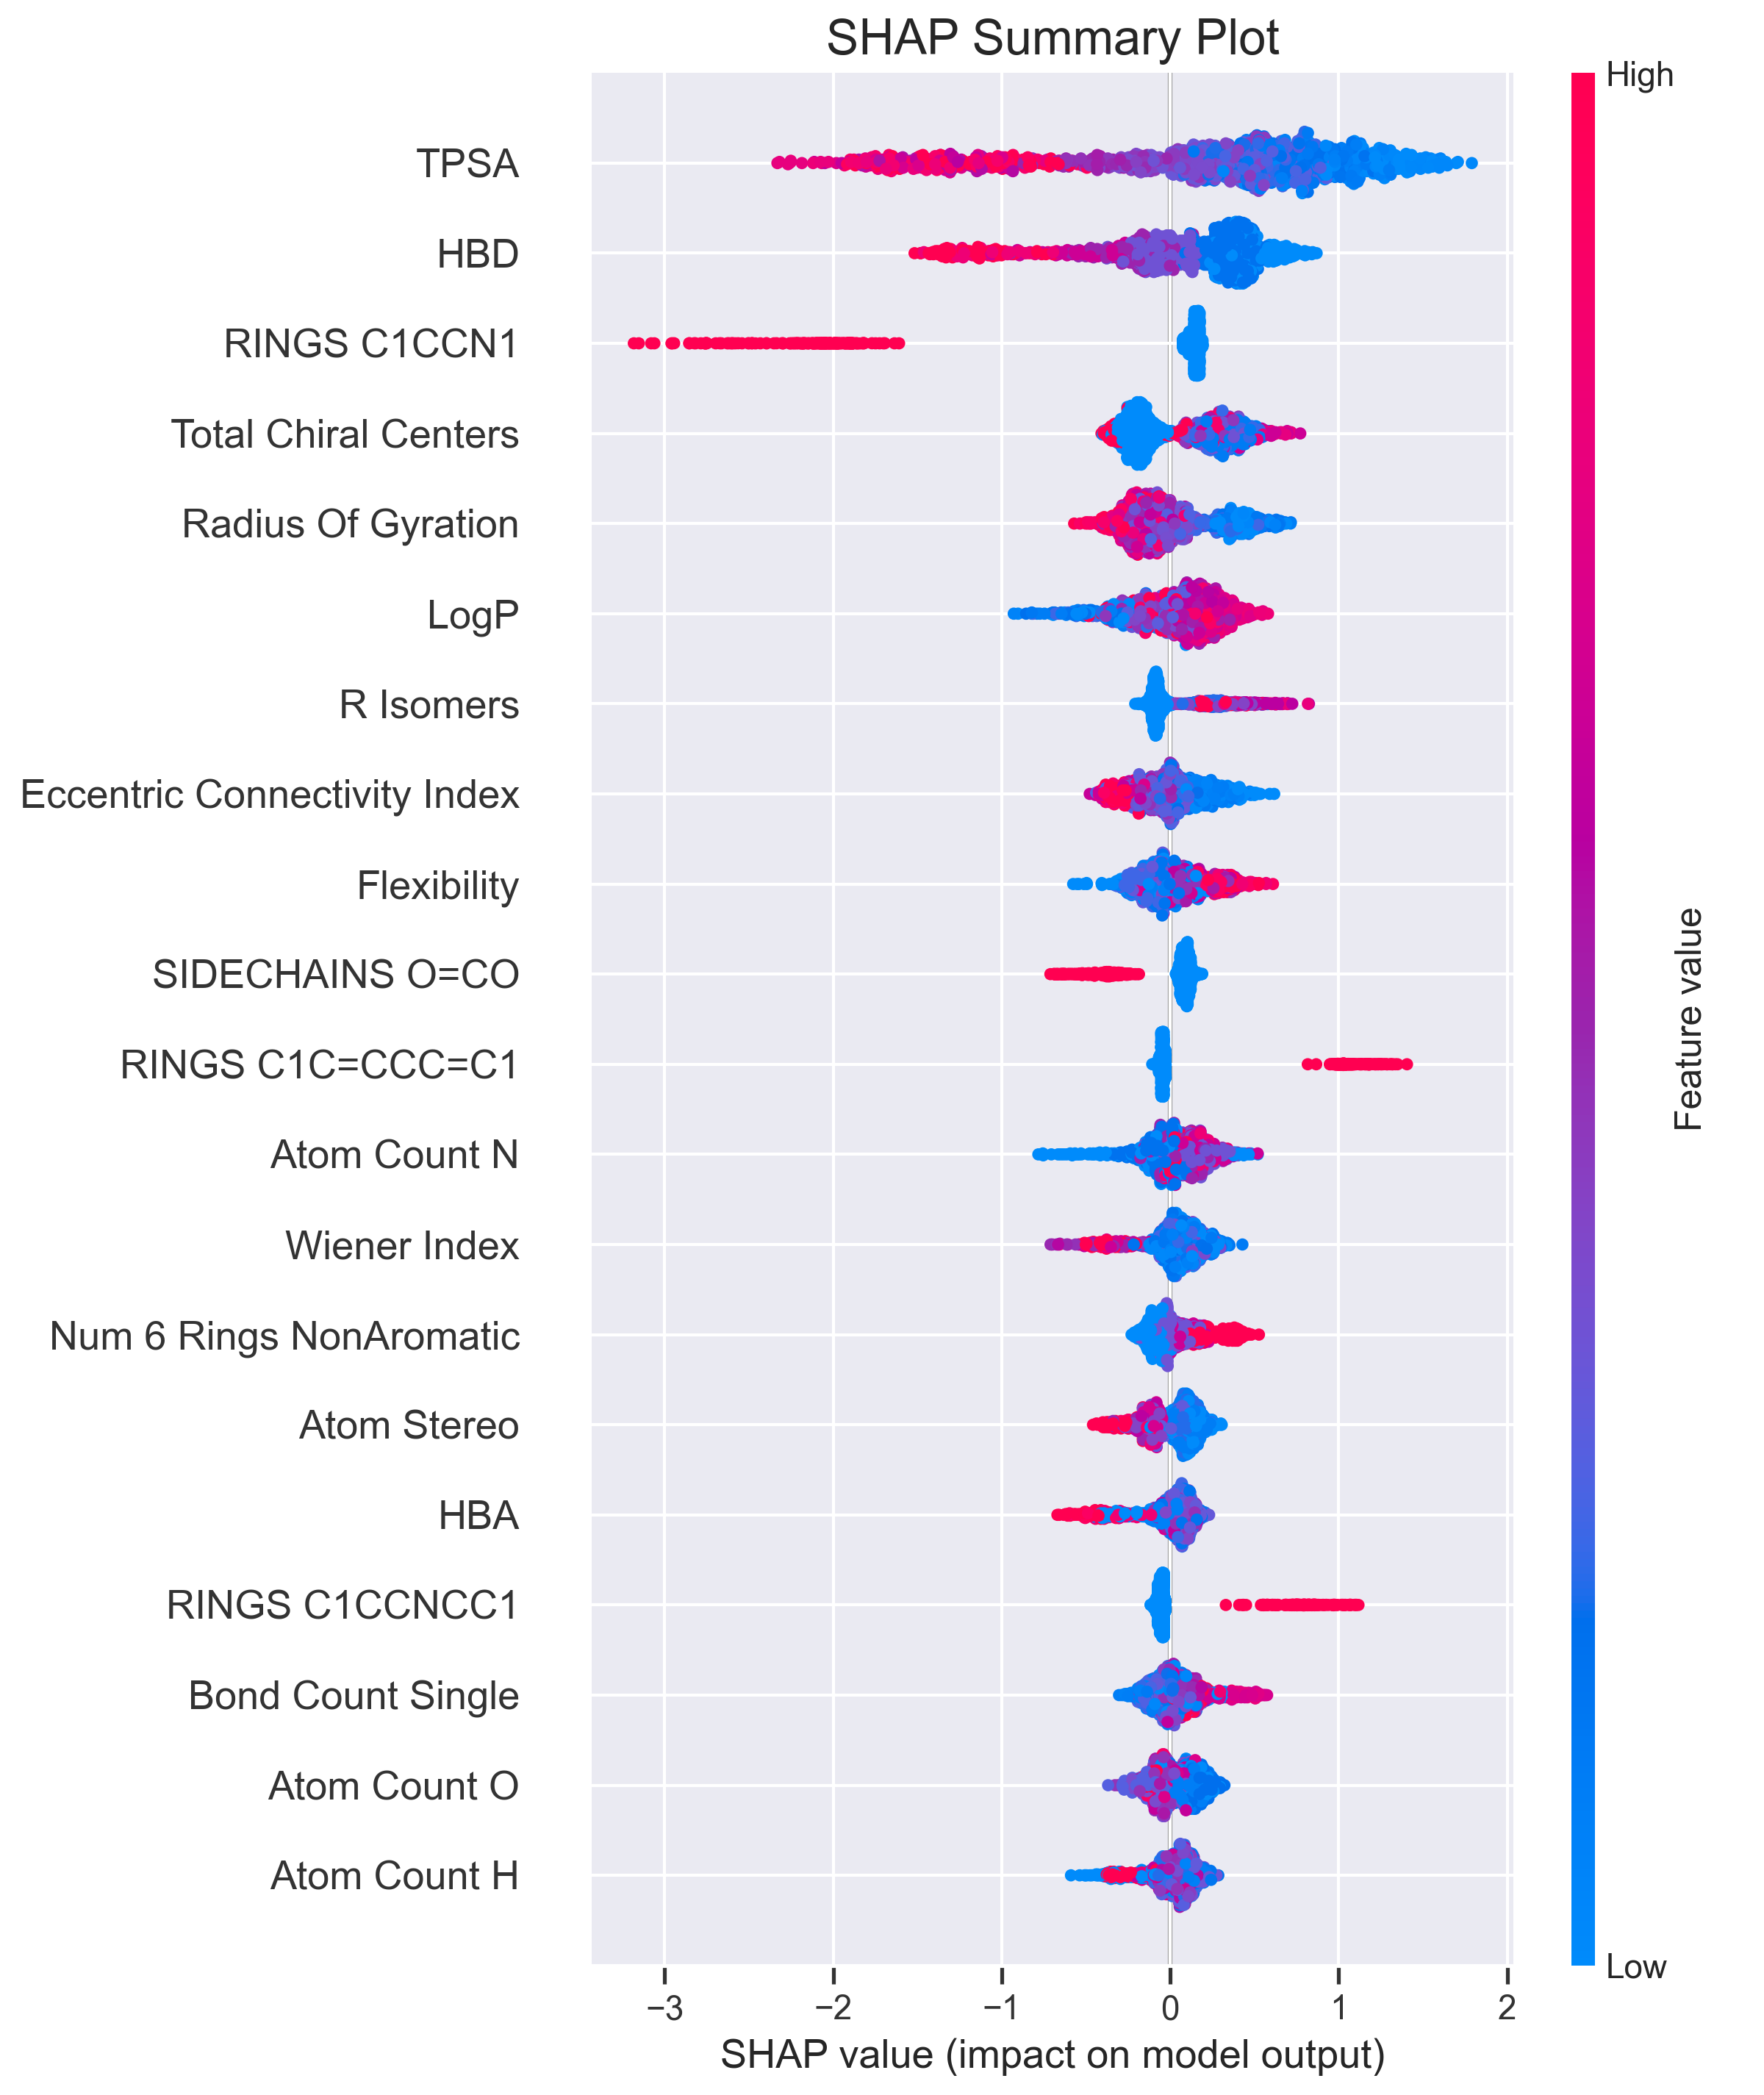 SHAP Summary Plot
High
TPSA
HBD
RINGS C1CCN1
Total Chiral Centers
Radius Of Gyration
LogP
R Isomers
Eccentric Connectivity Index
Flexibility
SIDECHAINS O=CO
RINGS C1C=CCC=C1
Atom Count N
Wiener Index
Num 6 Rings NonAromatic
Atom Stereo
HBA
RINGS C1CCNCC1
Bond Count Single
Atom Count O
Atom Count H
Feature value
Low
−3 −2 −1 0 1 2
SHAP value (impact on model output)